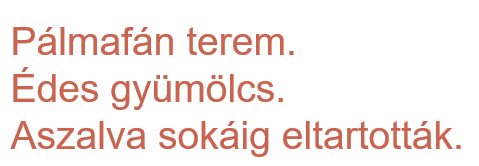 Pálmafán terem.
Édes gyümölcs.
Aszalva sokáig eltartották.